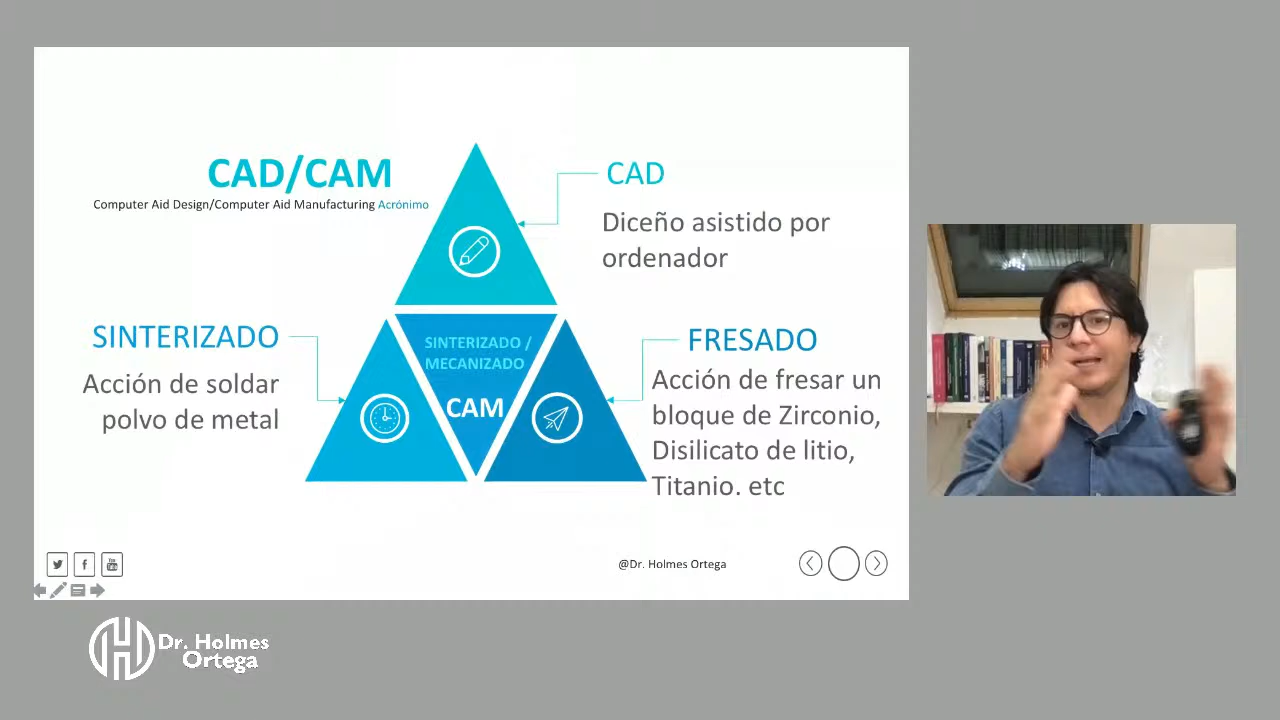 CAD/CAM
Computer Aid Design/Computer Aid Manufacturing Acrónimo
CAD
Diceño asistido por
ordenador
SINTERIZADO
Acción de soldar
polvo de metal
SINTERIZADO /
MECANIZADO
CAM
FRESADO
Acción de fresar un
bloque de Zirconio,
Disilicato de litio,
Titanio. etc
You
Tube
@Dr. Holmes Ortega
Dr. Holmes
Ortega